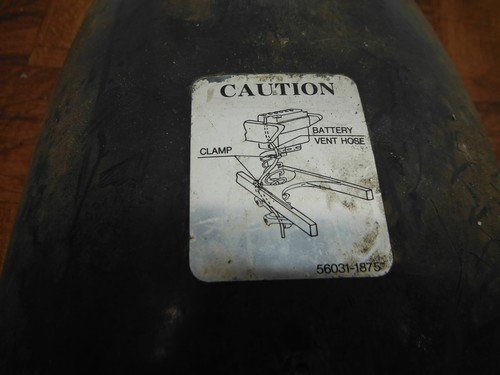 CAUTION
BATTERY
VENT HOSE
CLAMP
56031-1875